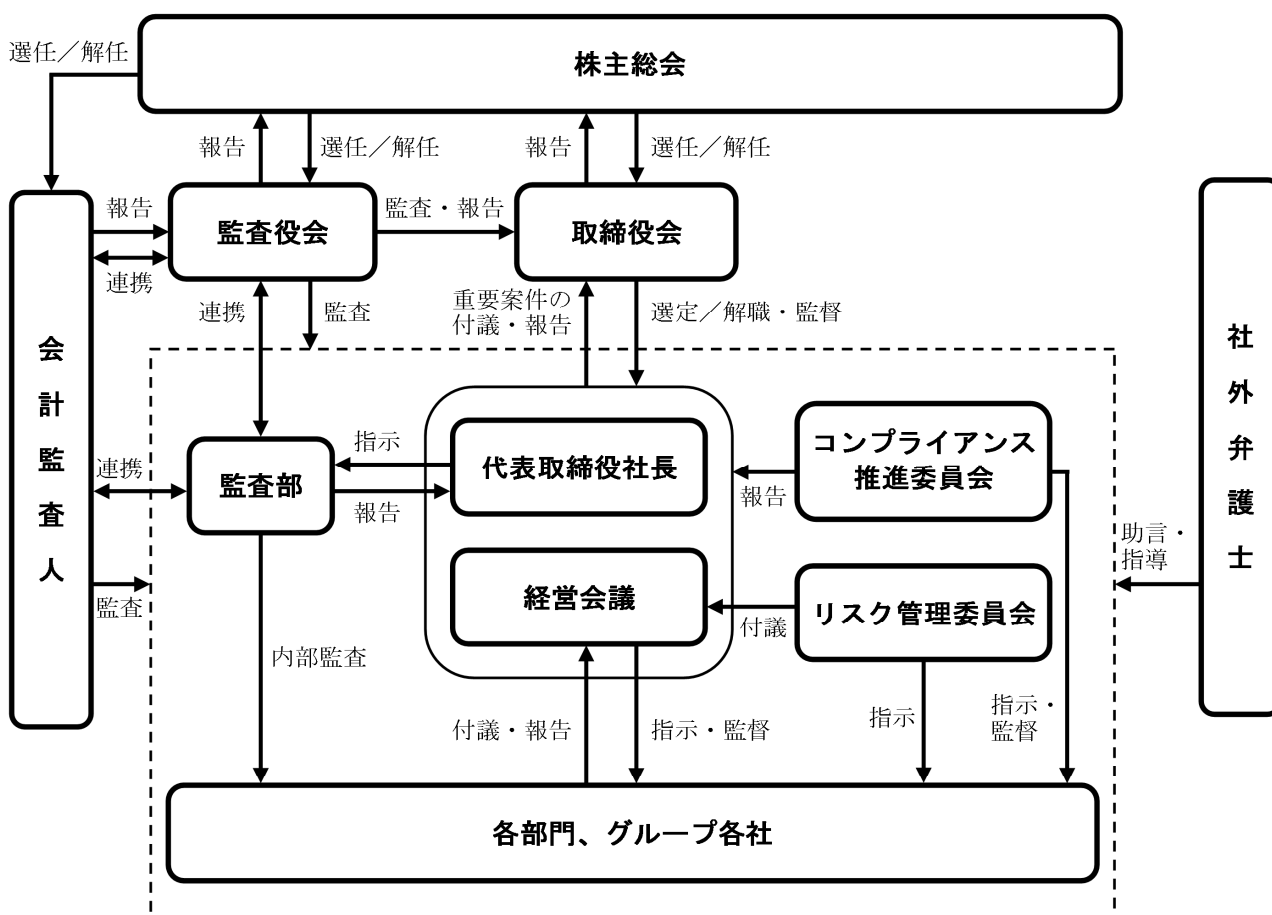 選任／解任
株主総会
報告
選任／解任
報告
選任／解任
報告
連携
監査役会
監査・報告
取締役会
連携
監査
重要案件の
付議・報告
選定／解職・監督
会計監査人
社外弁護士
連携
監査部
指示
報告
代表取締役社長
報告
コンプライアンス
推進委員会
助言・
指導
監査
経営会議
付議
リスク管理委員会
内部監査
付議・報告
指示・監督
指示
指示・
監督
各部門、グループ各社